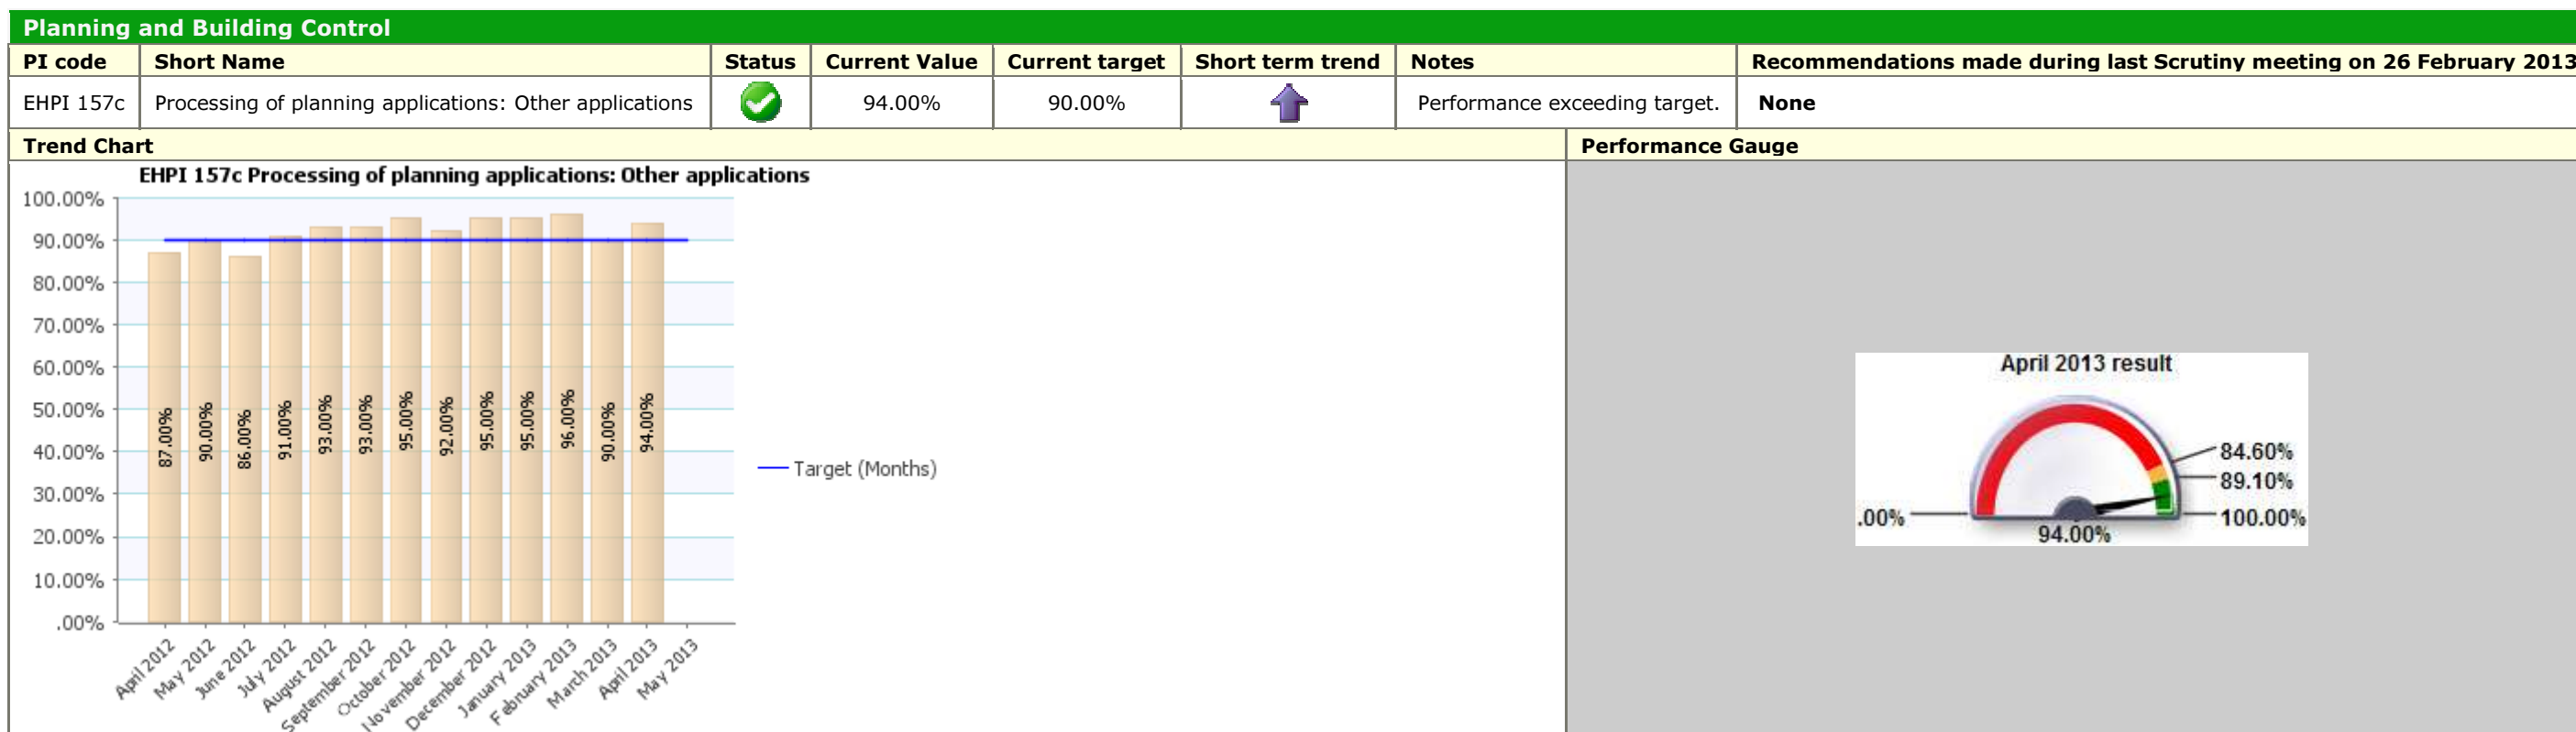 Planning and Building Control
PI code Short Name Status Current Value Current target Short term trend Notes Recommendations made during last Scrutiny meeting on 26 February 2013
EHPI 157c Processing of planning applications: Other applications 94.00% 90.00% Performance exceeding target. None
Trend Chart Performance Gauge
EHPI 157c Processing of planning applications: Other applications
100.00%
90.00%
80.00%
70.00%
60.00%
50.00%
40.00%
30.00%
20.00%
10.00%
.00%
87.00%
90.00%
86.00%
91.00%
93.00%
93.00%
95.00%
92.00%
95.00%
95.00%
96.00%
90.00%
94.00%
April 2012
May 2012
June 2012
July 2012
August 2012
September 2012
October 2012
November 2012
December 2012
January 2013
February 2013
March 2013
April 2013
May 2013
Target (Months)
April 2013 result
84.60%
89.10%
.00%
100.00%
94.00%